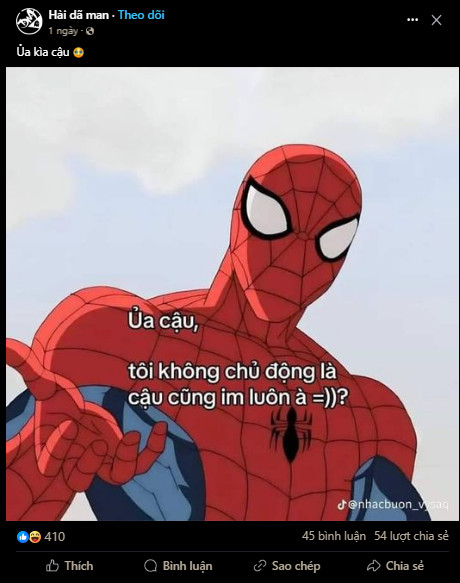 Hài dã man · Theo dõi
1 ngày ·
Ủa kìa cậu 🥹
Ủa cậu,
tôi không chủ động là
cậu cũng im luôn à =))?
@nhacbuon_vysaq
410
45 bình luận 54 lượt chia sẻ
Thích Bình luận Sao chép Chia sẻ